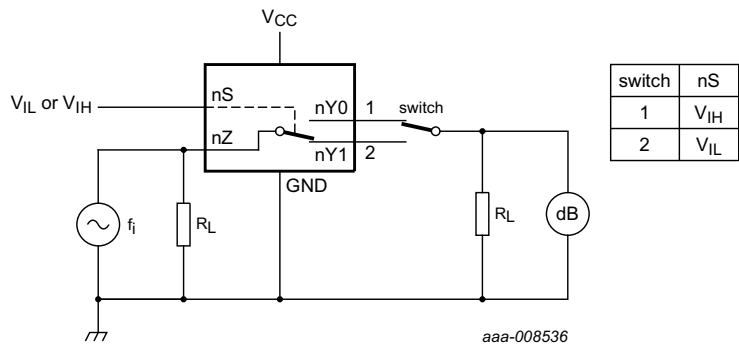 VCC
VIL or VIH
nS
nZ
nY0
nY1
GND
1
2
switch
fi
RL
RL
dB
switch nS
1 VIH
2 VIL
aaa-008536